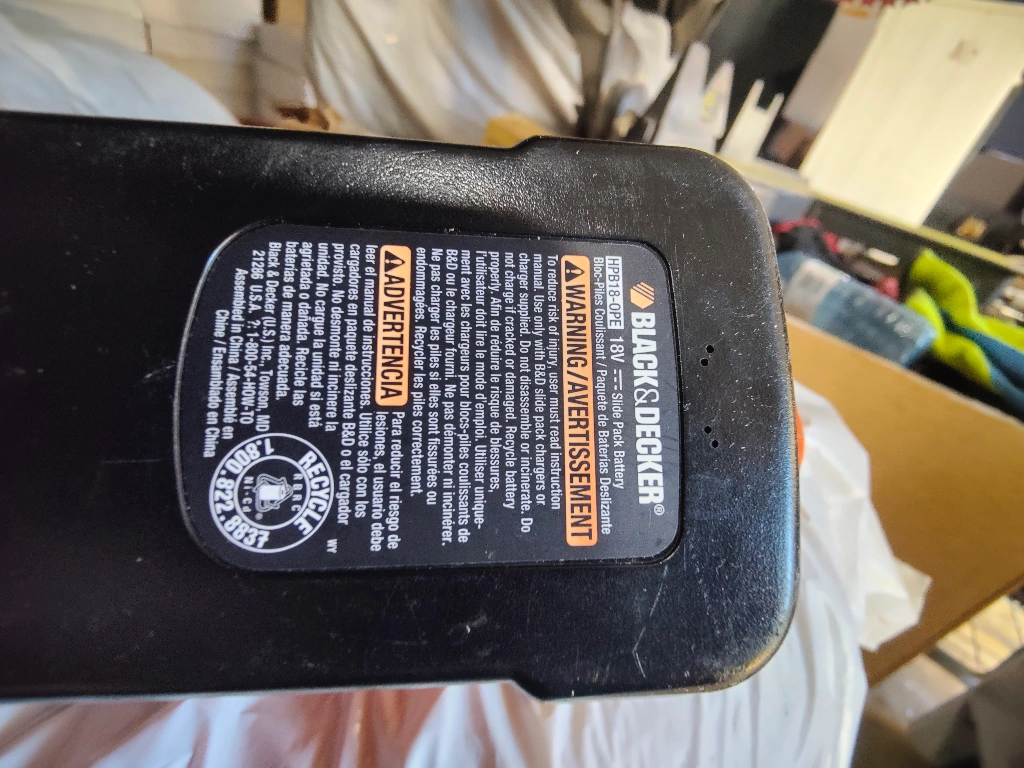 BLACK&DECKER®
HPB18-OPE 18V Slide Pack Battery
Bloc-Piles Coulissant / Paquete de Baterías Deslizante
WARNING / AVERTISSEMENT
To reduce risk of injury, user must read instruction
manual. Use only with B&D slide pack chargers or
charger supplied. Do not disassemble or incinerate. Do
not charge if cracked or damaged. Recycle battery
properly. Afin de réduire le risque de blessures,
l'utilisateur doit lire le mode d'emploi. Utiliser unique-
ment avec les chargeurs pour blocs-piles coulissants de
B&D ou le chargeur fourni. Ne pas démonter ni incinérer.
Ne pas charger les piles si elles sont fissurées ou
endommagées. Recycler les piles correctement.
ADVERTENCIA Para reducir el riesgo de
lesiones, el usuario debe
leer el manual de instrucciones. Utilice sólo con los
cargadores en paquete deslizante B&D o el cargador
provisto. No desmonte ni incinere la
unidad. No cargue la unidad si está
agrietada o dañada. Recicle las
baterías de manera adecuada.
Black & Decker (U.S.) Inc., Towson, MD
21286 U.S.A. ?: 1-800-54-HOW-TO
Assembled in China / Assemblé en
China / Ensamblado en China
WY
RECYCLE
RBRC
Ni-Cd
1.800.822.8837